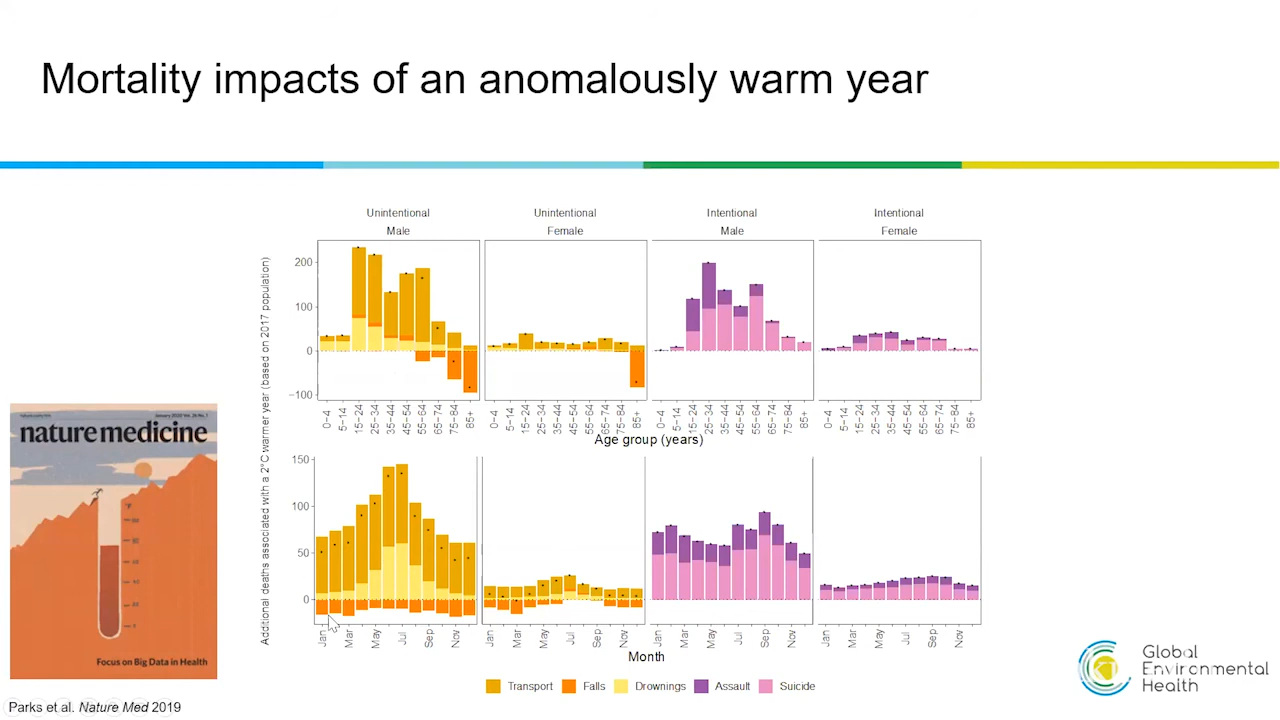 Mortality impacts of an anomalously warm year
Unintentional Unintentional Intentional Intentional
Male Female Male Female
Additional deaths associated with a 2°C warmer year (based on 2017 population)
200
100
0
−100
0−4 5−14 15−24 25−34 35−44 45−54 55−64 65−74 75−84 85+ 0−4 5−14 15−24 25−34 35−44 45−54 55−64 65−74 75−84 85+ 0−4 5−14 15−24 25−34 35−44 45−54 55−64 65−74 75−84 85+ 0−4 5−14 15−24 25−34 35−44 45−54 55−64 65−74 75−84 85+
Age group (years)
150
100
50
0
Jan Mar May Jul Sep Nov Jan Mar May Jul Sep Nov Jan Mar May Jul Sep Nov Jan Mar May Jul Sep Nov
Month
Transport Falls Drownings Assault Suicide
January 2020 Vol. 26 No. 1
nature medicine
°F
Focus on Big Data in Health
Parks et al. Nature Med 2019
Global
Environmental
Health